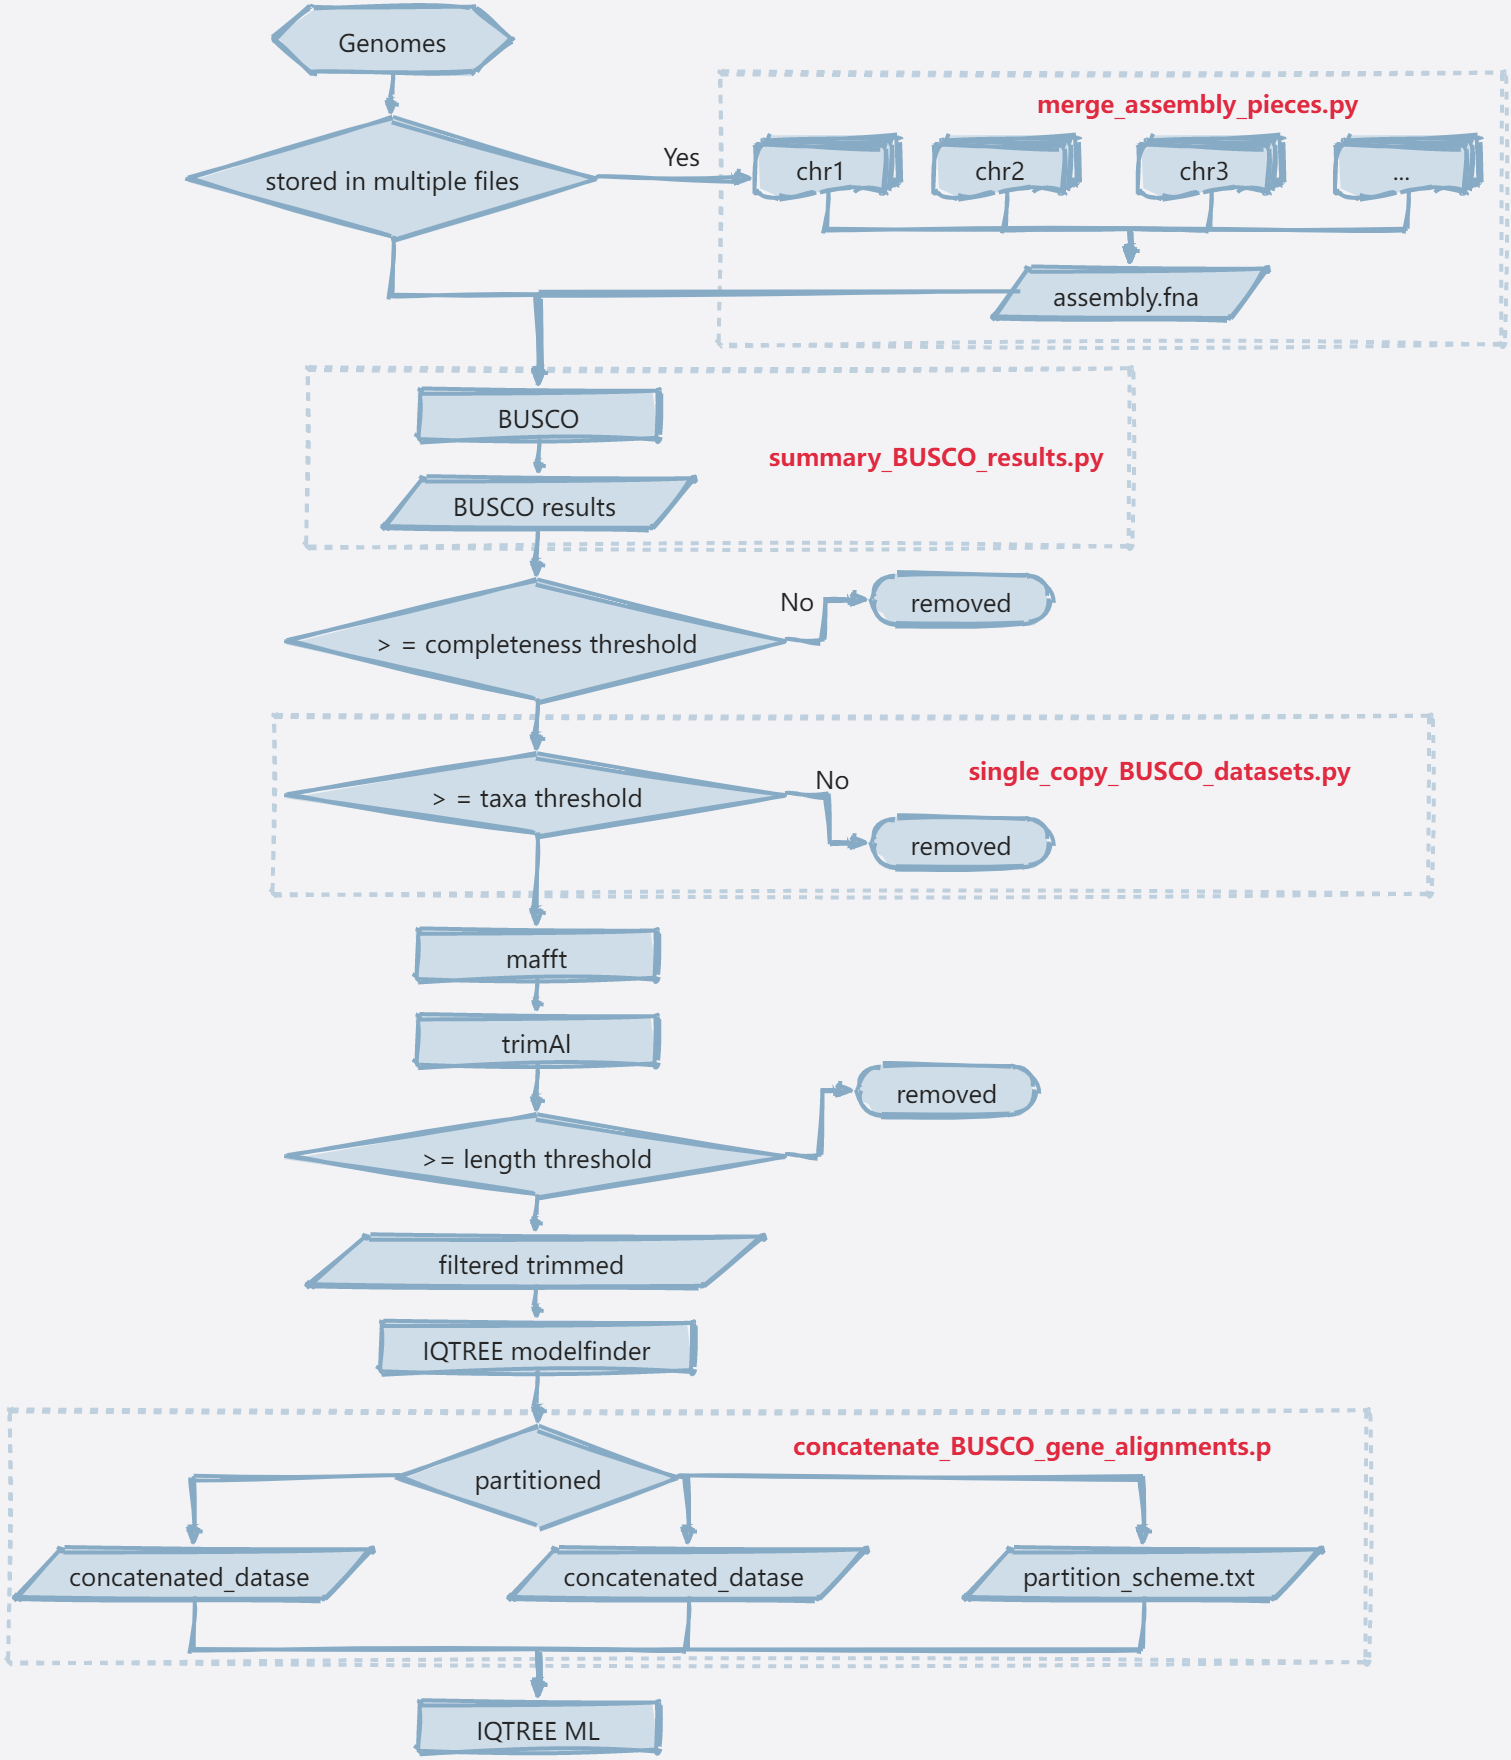 Genomes
merge_assembly_pieces.py
Yes
chr1
chr2
chr3
...
stored in multiple files
assembly.fna
BUSCO
summary_BUSCO_results.py
BUSCO results
No
removed
> = completeness threshold
single_copy_BUSCO_datasets.py
No
> = taxa threshold
removed
mafft
trimAl
removed
>= length threshold
filtered trimmed
IQTREE modelfinder
concatenate_BUSCO_gene_alignments.p
partitioned
concatenated_datase
concatenated_datase
partition_scheme.txt
IQTREE ML